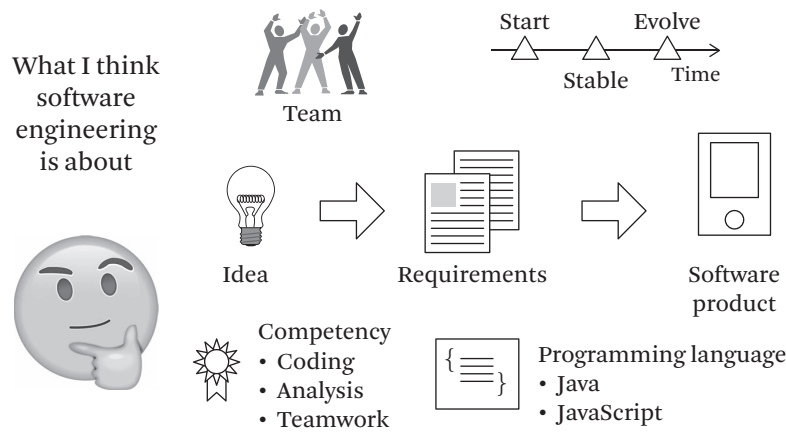 What I think
software
engineering
is about
Team
Start
Evolve
Stable
Time
Idea
Requirements
Software
product
Competency
• Coding
• Analysis
• Teamwork
{
}
Programming language
• Java
• JavaScript